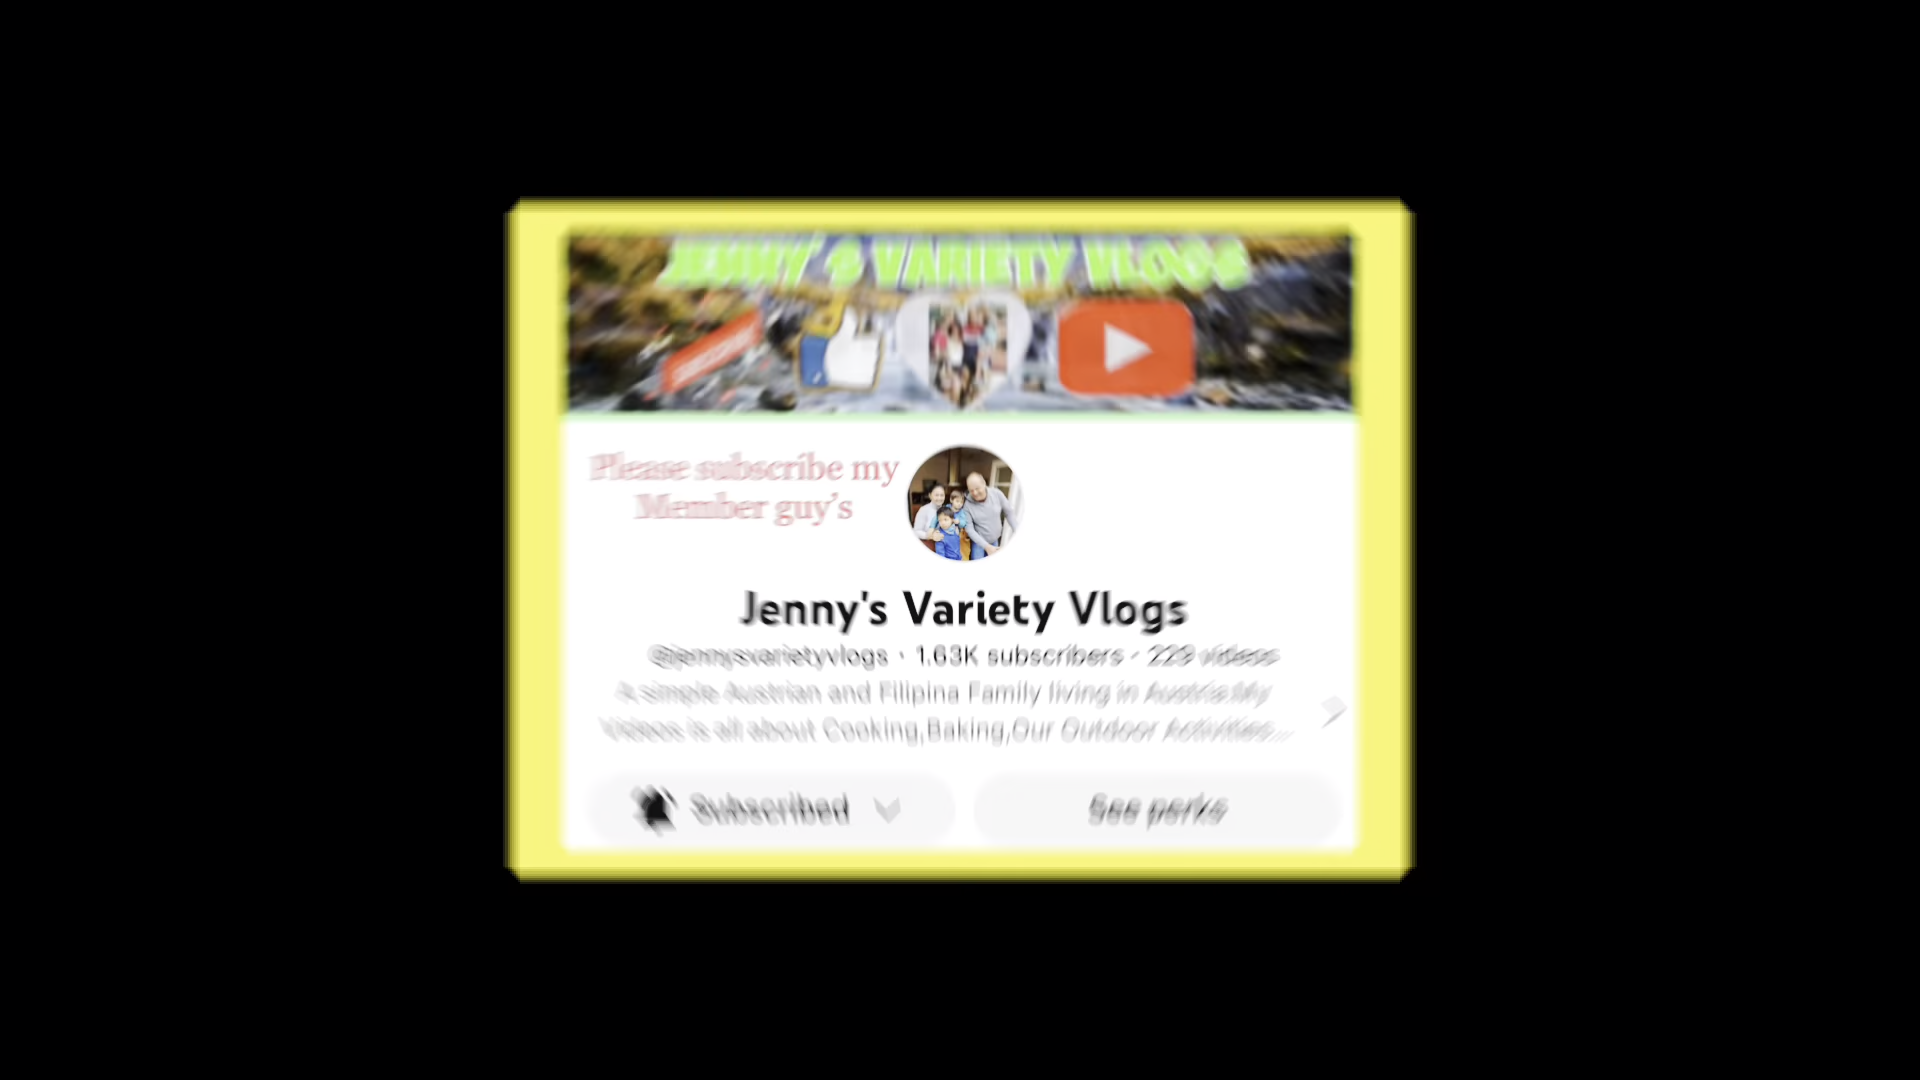 JENNY'S VARIETY VLOGS
Please subscribe my
Member guy's
Jenny's Variety Vlogs
@jennysvarietyvlogs · 1.63K subscribers · 229 videos
A simple Austrian and Filipina Family living in Austria.My
Videos is all about Cooking,Baking,Our Outdoor Activities...
Subscribed
See perks